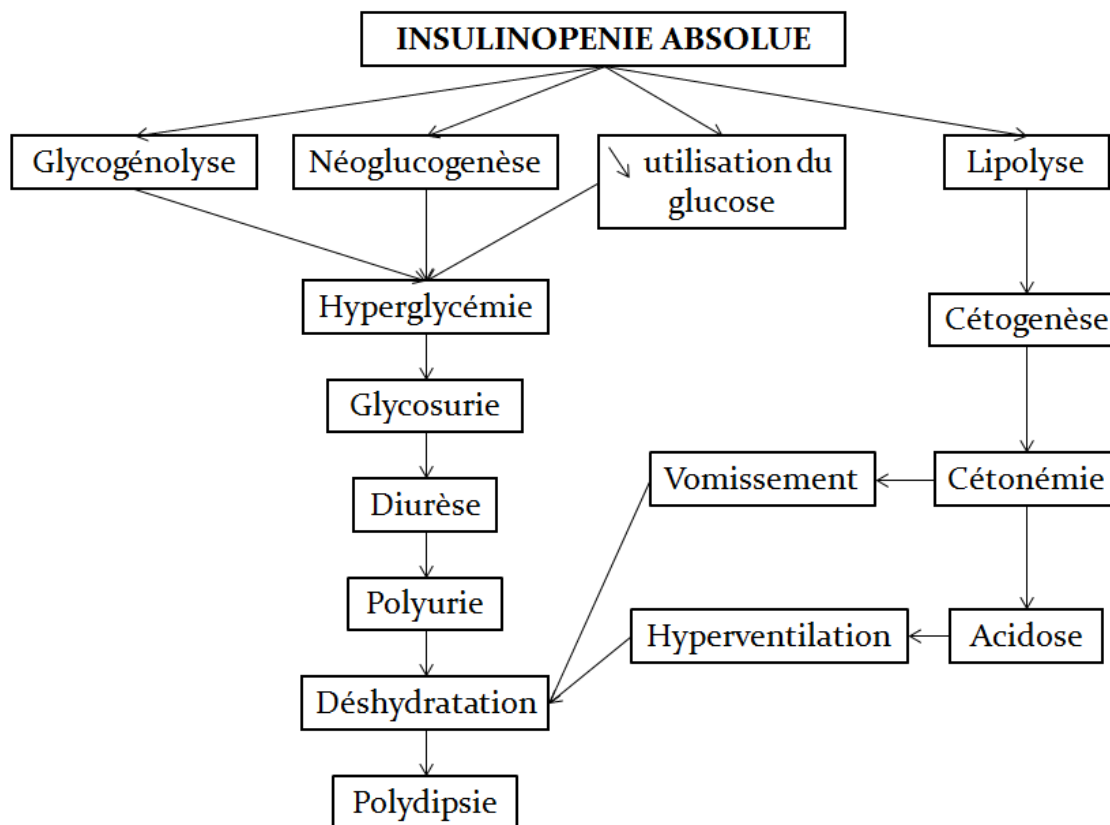 INSULINOPENIE ABSOLUE
Glycogénolyse
Néoglucogenèse
↘ utilisation du
glucose
Lipolyse
Hyperglycémie
Cétogenèse
Glycosurie
Vomissement
Cétonémie
Diurèse
Polyurie
Hyperventilation
Acidose
Déshydratation
Polydipsie